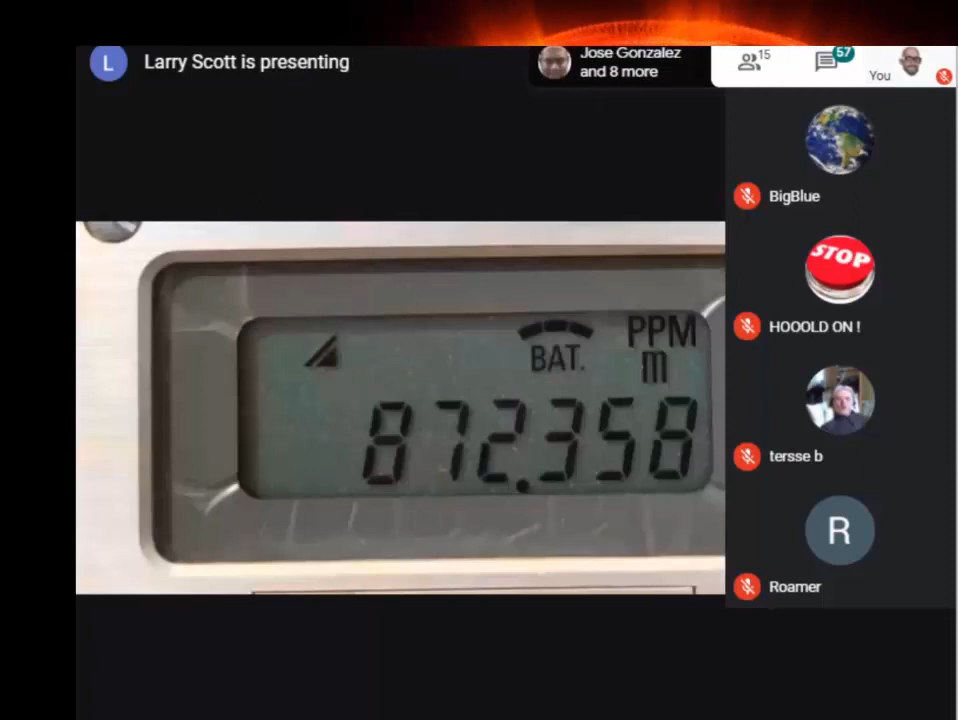 L
Larry Scott is presenting
Jose Gonzalez
and 8 more
15
57
You
BigBlue
STOP
HOOOLD ON !
tersse b
R
Roamer
BAT.
PPM
m
872.358